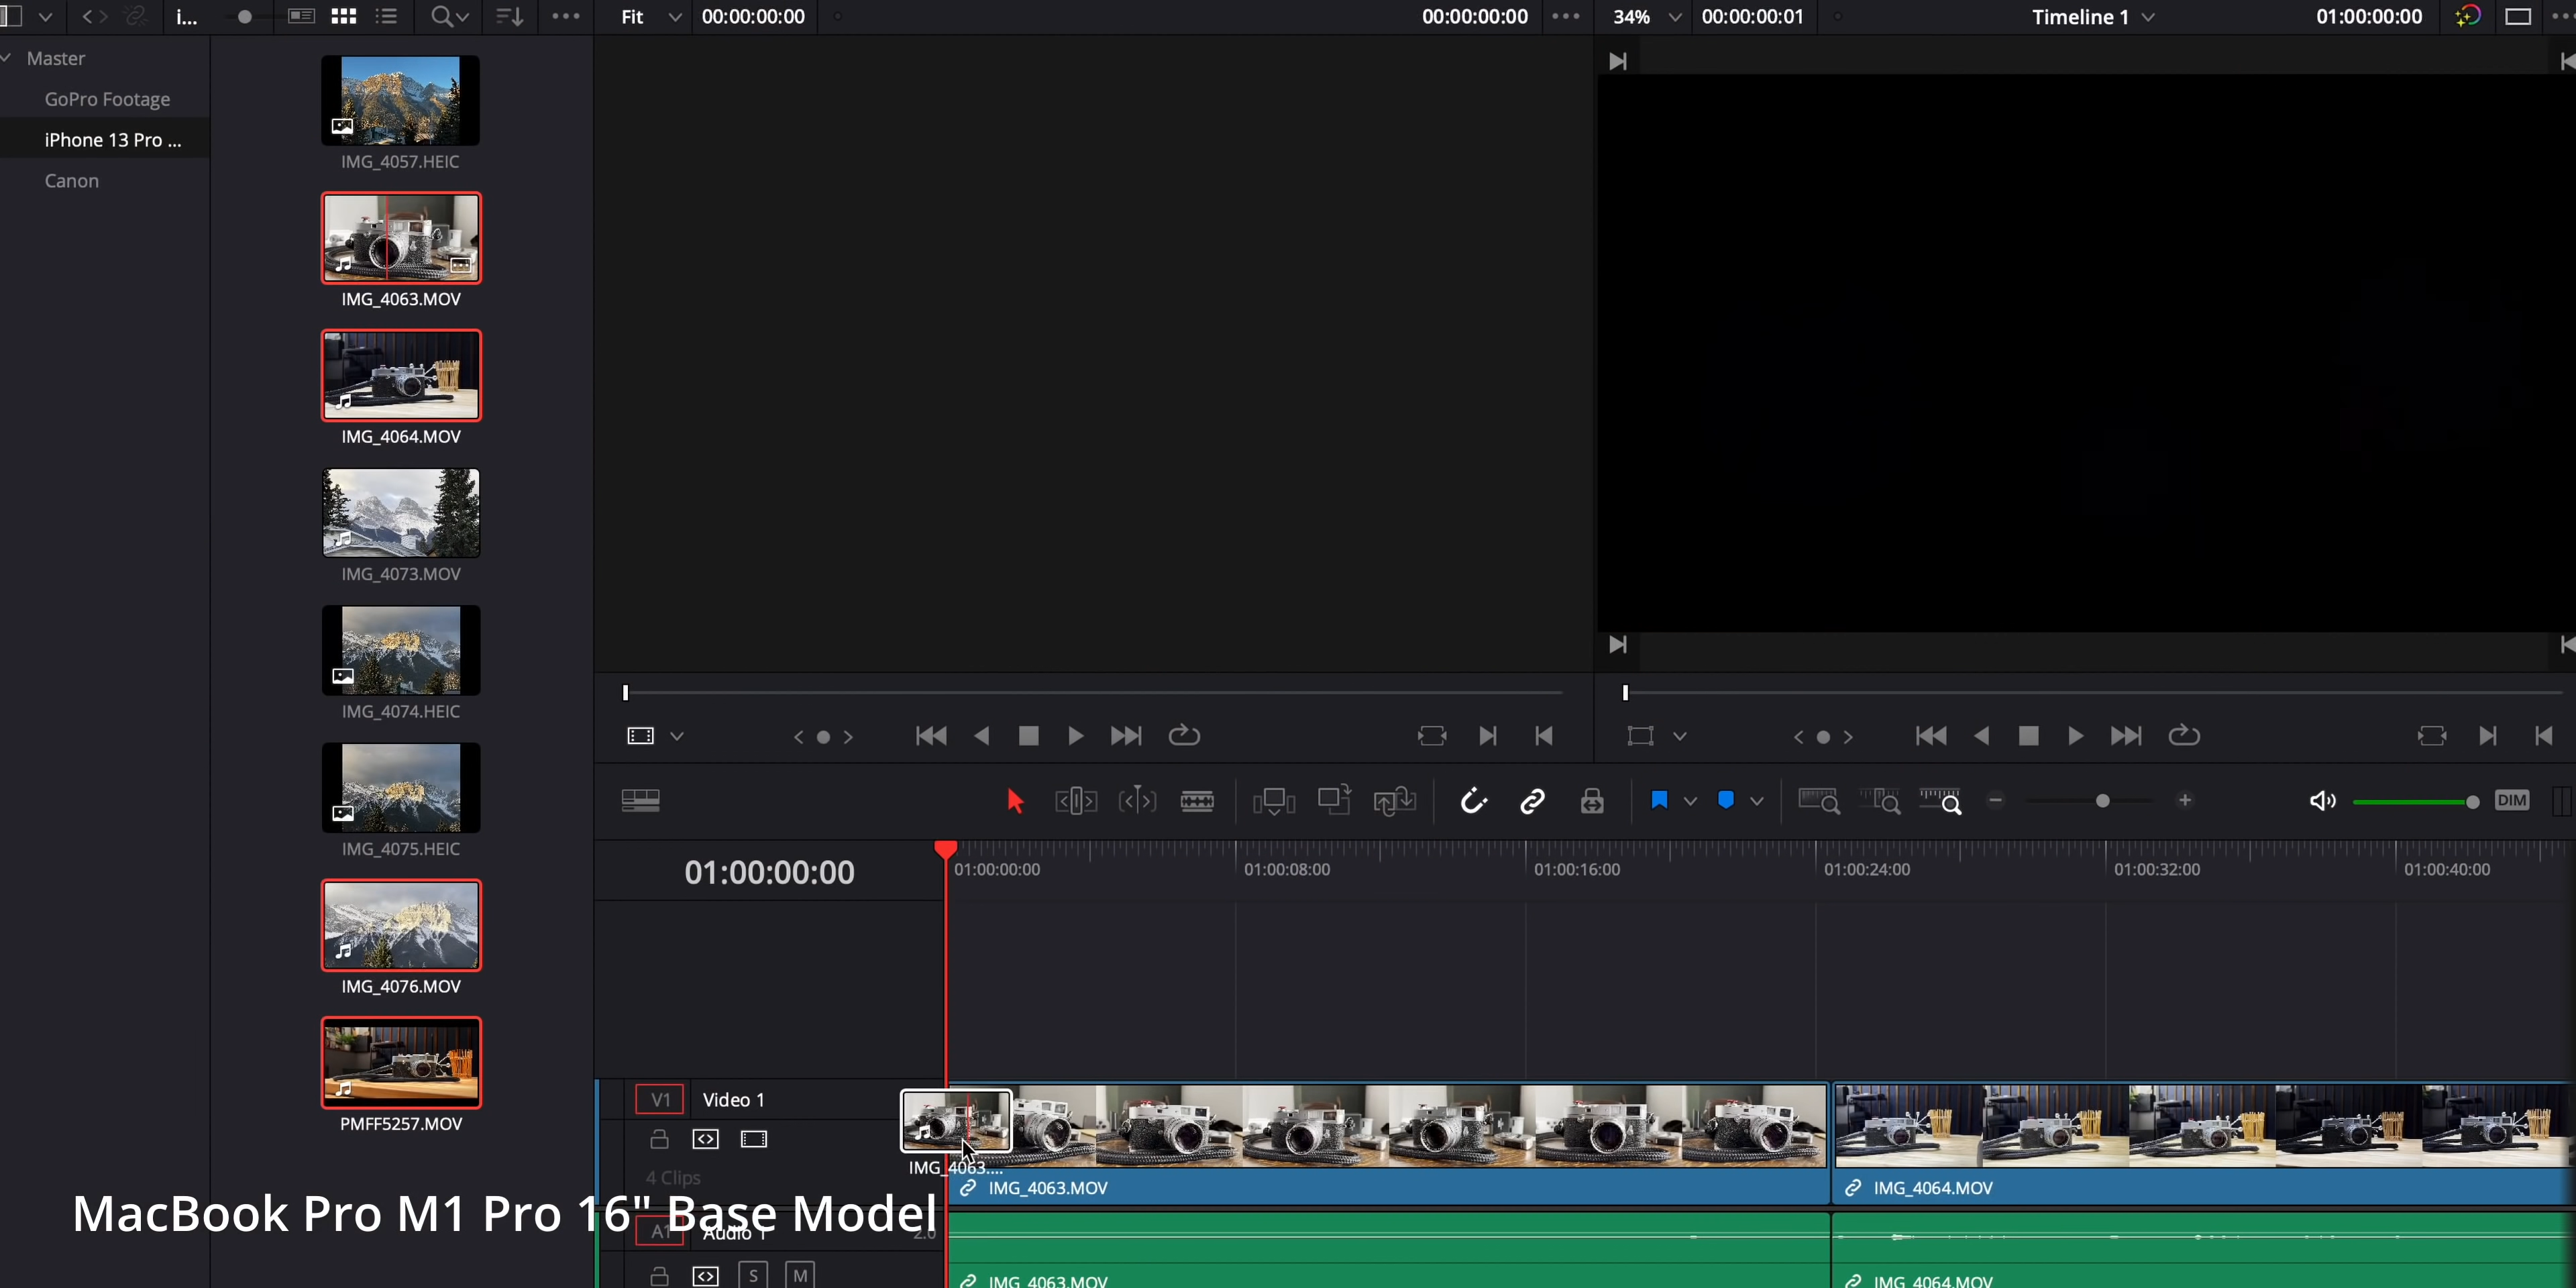 i...
Fit
00:00:00:00
00:00:00:00
34%
00:00:00:01
Timeline 1
01:00:00:00
Master
GoPro Footage
iPhone 13 Pro ...
Canon
IMG_4057.HEIC
IMG_4063.MOV
IMG_4064.MOV
IMG_4073.MOV
IMG_4074.HEIC
IMG_4075.HEIC
IMG_4076.MOV
PMFF5257.MOV
DIM
01:00:00:00
01:00:00:00
01:00:08:00
01:00:16:00
01:00:24:00
01:00:32:00
01:00:40:00
V1
Video 1
4 Clips
IMG_4063....
IMG_4063.MOV
IMG_4064.MOV
MacBook Pro M1 Pro 16" Base Model
A1
Audio 1
2.0
S
M
IMG_4063.MOV
IMG_4064.MOV